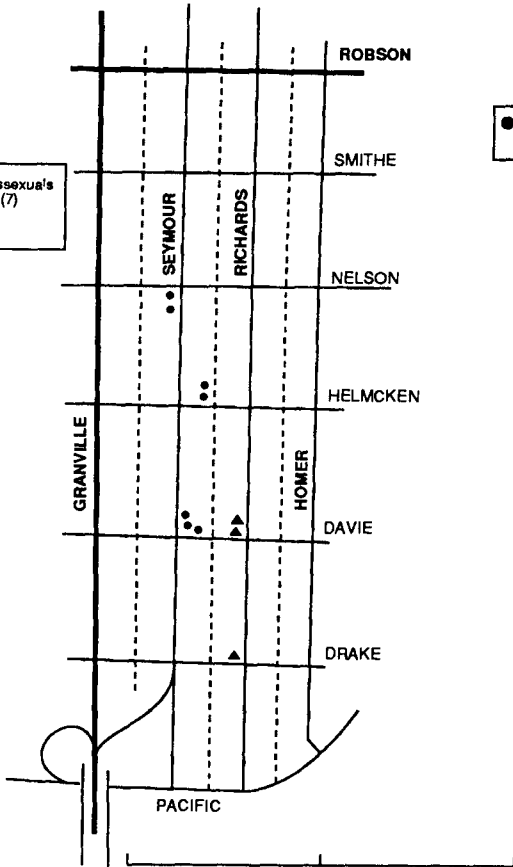 ROBSON
SMITHE
ssexuals
(7)
SEYMOUR
RICHARDS
NELSON
HELMCKEN
GRANVILLE
HOMER
DAVIE
DRAKE
PACIFIC